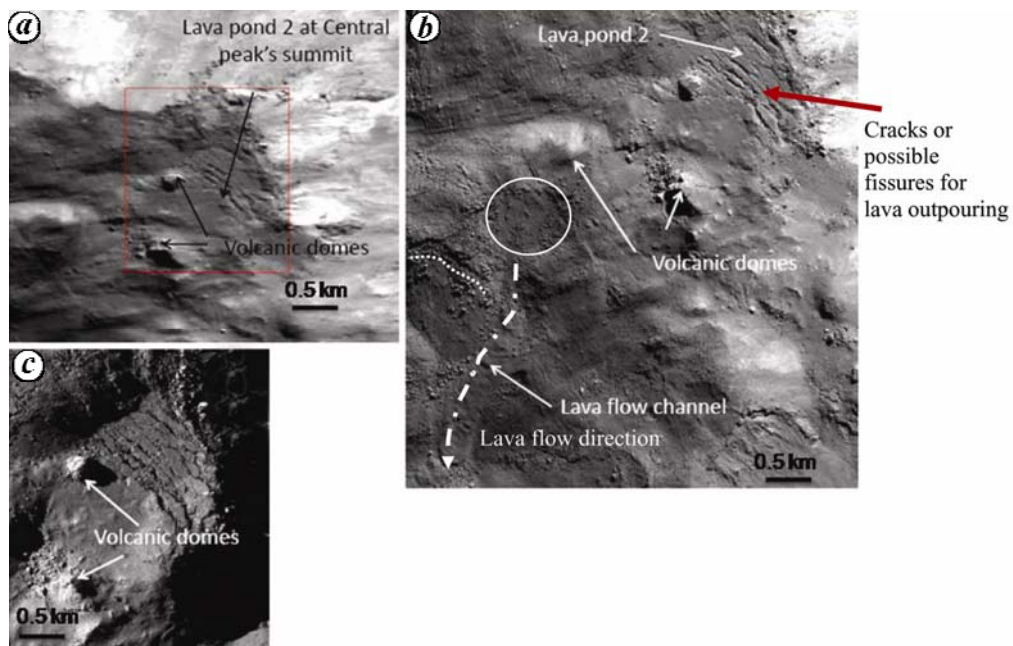 a
Lava pond 2 at Central
peak's summit
Volcanic domes
0.5 km
b
Lava pond 2
Cracks or
possible
fissures for
lava outpouring
Volcanic domes
Lava flow channel
Lava flow direction
0.5 km
c
Volcanic domes
0.5 km